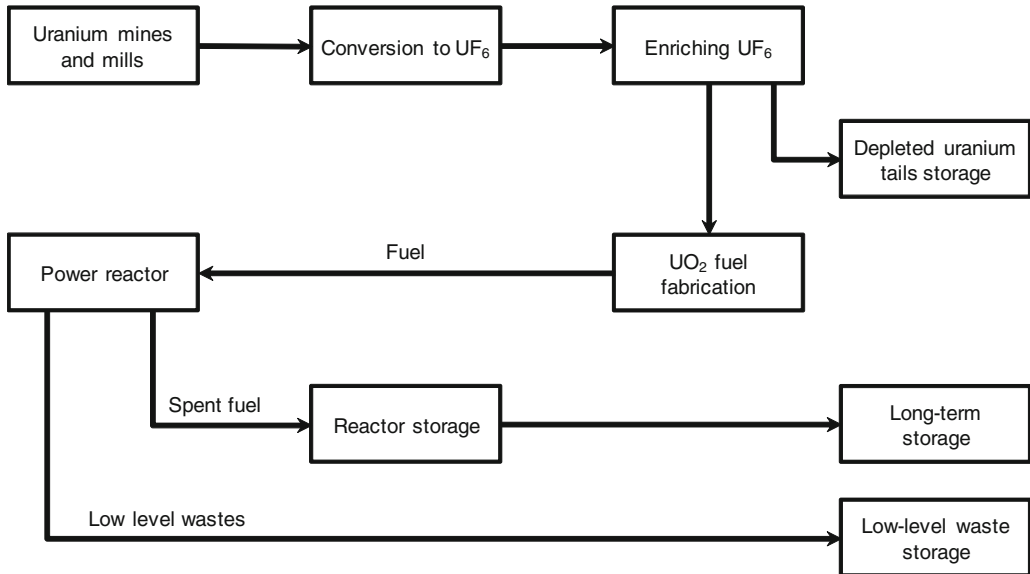 Uranium mines
and mills
Conversion to UF₆
Enriching UF₆
Depleted uranium
tails storage
Fuel
Power reactor
UO₂ fuel
fabrication
Spent fuel
Reactor storage
Long-term
storage
Low level wastes
Low-level waste
storage